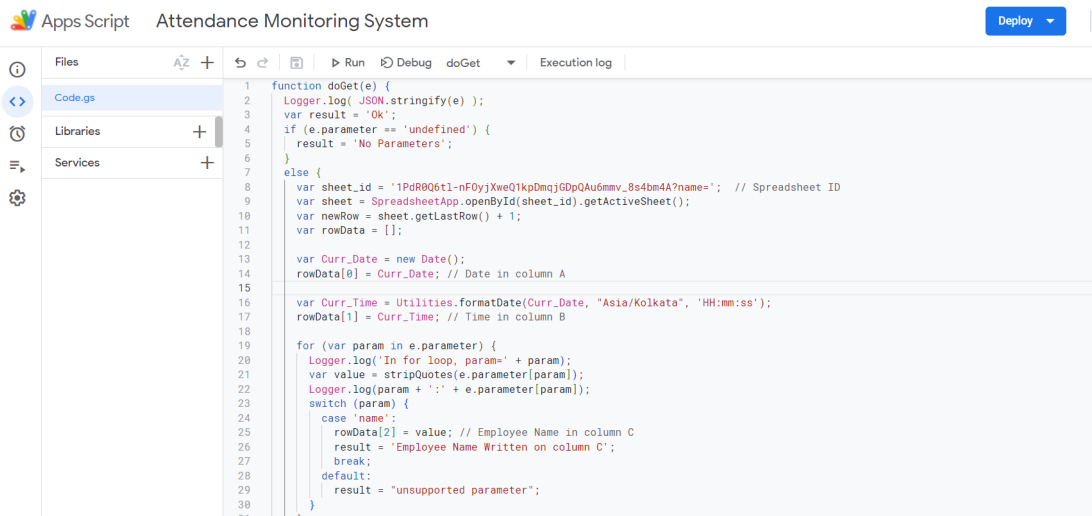 Apps Script Attendance Monitoring System Deploy
Files AZ Run Debug doGet Execution log
Code.gs
Libraries
Services
1 function doGet(e) {
2 Logger.log( JSON.stringify(e) );
3 var result = 'Ok';
4 if (e.parameter == 'undefined') {
5 result = 'No Parameters';
6 }
7 else {
8 var sheet_id = '1PdR0Q6tl-nFOyjXweQ1kpDmqjGDpQAu6mmv_8s4bm4A?name='; // Spreadsheet ID
9 var sheet = SpreadsheetApp.openById(sheet_id).getActiveSheet();
10 var newRow = sheet.getLastRow() + 1;
11 var rowData = [];
12
13 var Curr_Date = new Date();
14 rowData[0] = Curr_Date; // Date in column A
15
16 var Curr_Time = Utilities.formatDate(Curr_Date, "Asia/Kolkata", 'HH:mm:ss');
17 rowData[1] = Curr_Time; // Time in column B
18
19 for (var param in e.parameter) {
20 Logger.log('In for loop, param=' + param);
21 var value = stripQuotes(e.parameter[param]);
22 Logger.log(param + ':' + e.parameter[param]);
23 switch (param) {
24 case 'name':
25 rowData[2] = value; // Employee Name in column C
26 result = 'Employee Name Written on column C';
27 break;
28 default:
29 result = "unsupported parameter";
30 }